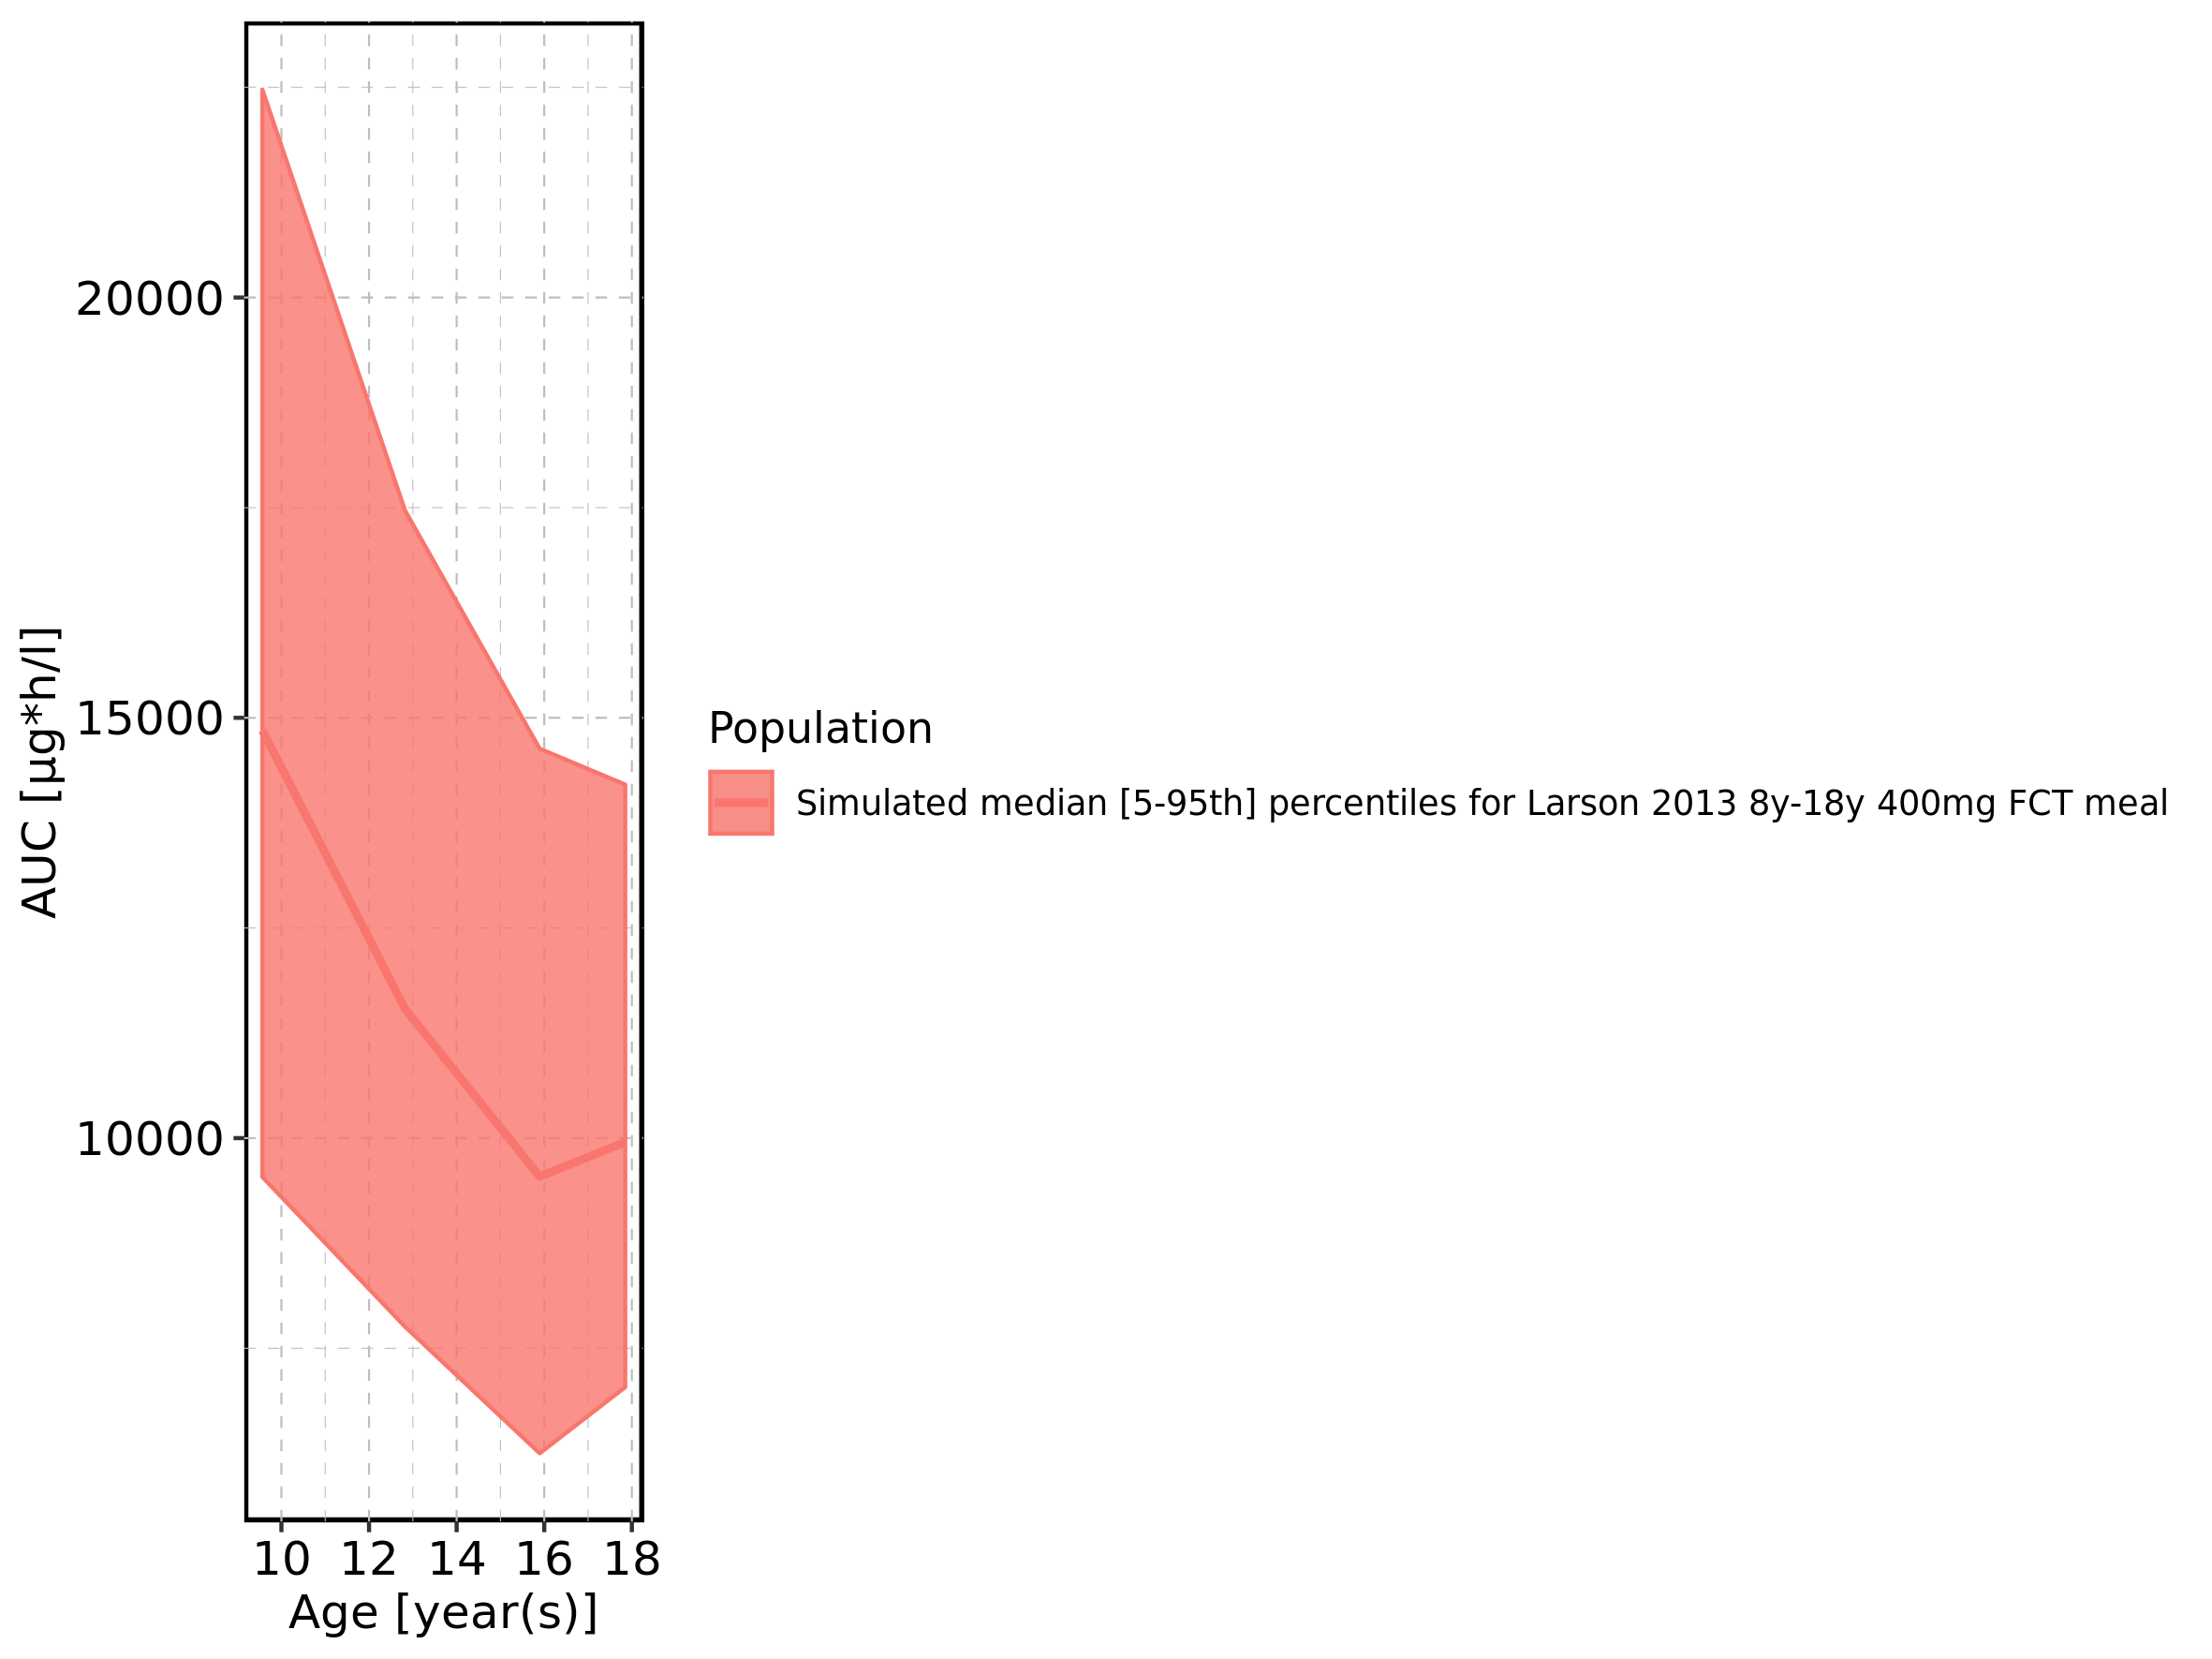 20000
15000
10000
AUC [µg*h/l]
10 12 14 16 18
Age [year(s)]
Population
Simulated median [5-95th] percentiles for Larson 2013 8y-18y 400mg FCT meal